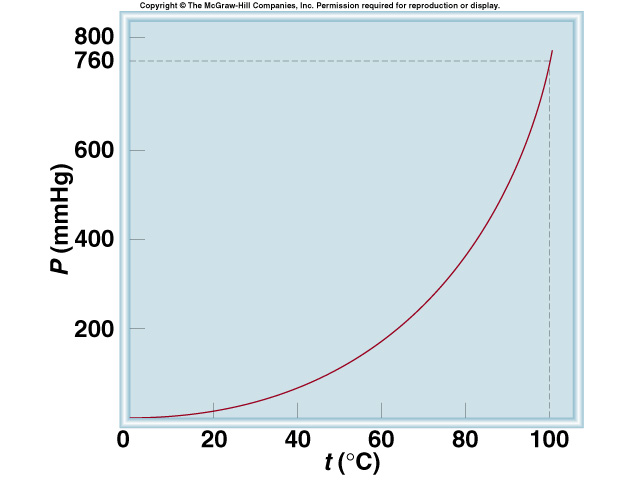 Copyright © The McGraw-Hill Companies, Inc. Permission required for reproduction or display.
800
760
600
400
200
P (mmHg)
0 20 40 60 80 100
t (°C)